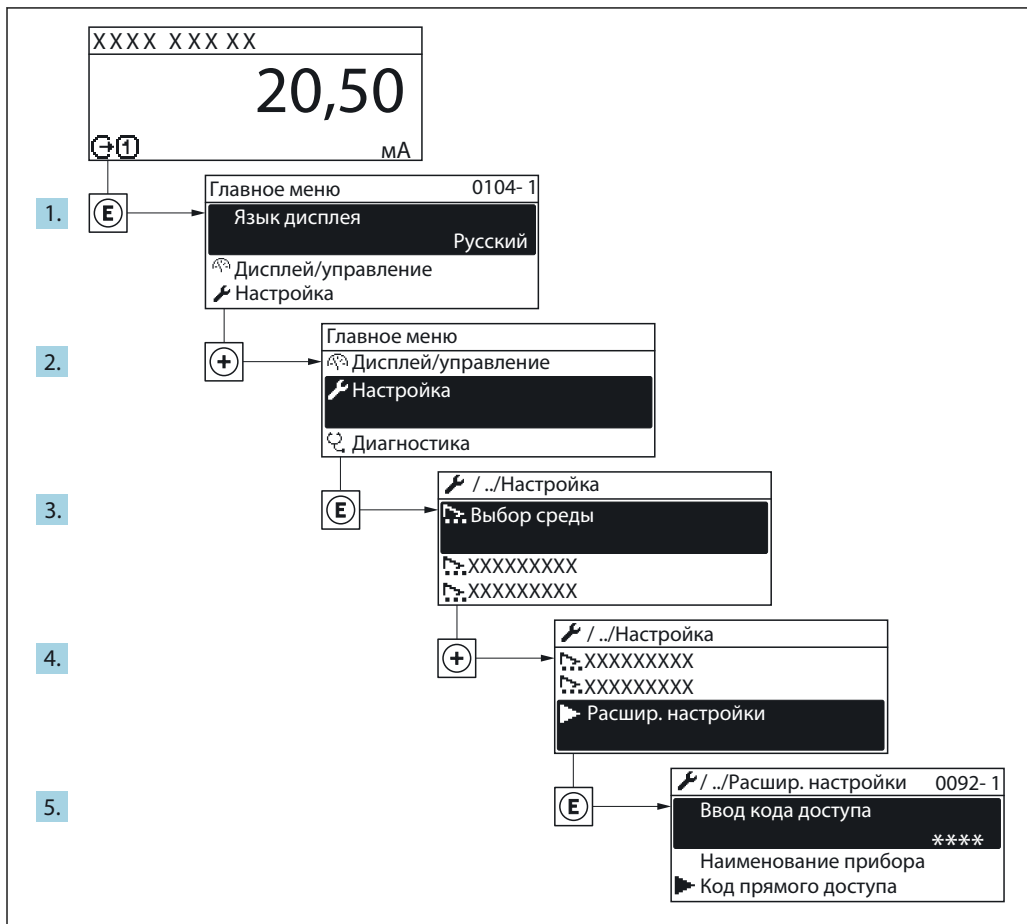 XXXX XXX XX
20,50
1
мА
1.
E
Главное меню 0104-1
Язык дисплея
Русский
Дисплей/управление
Настройка
2.
+
Главное меню
Дисплей/управление
Настройка
Диагностика
3.
E
/ ../Настройка
Выбор среды
XXXXXXXXX
XXXXXXXXX
4.
+
/ ../Настройка
XXXXXXXXX
XXXXXXXXX
Расшир. настройки
5.
E
/ ../Расшир. настройки 0092-1
Ввод кода доступа
****
Наименование прибора
Код прямого доступа